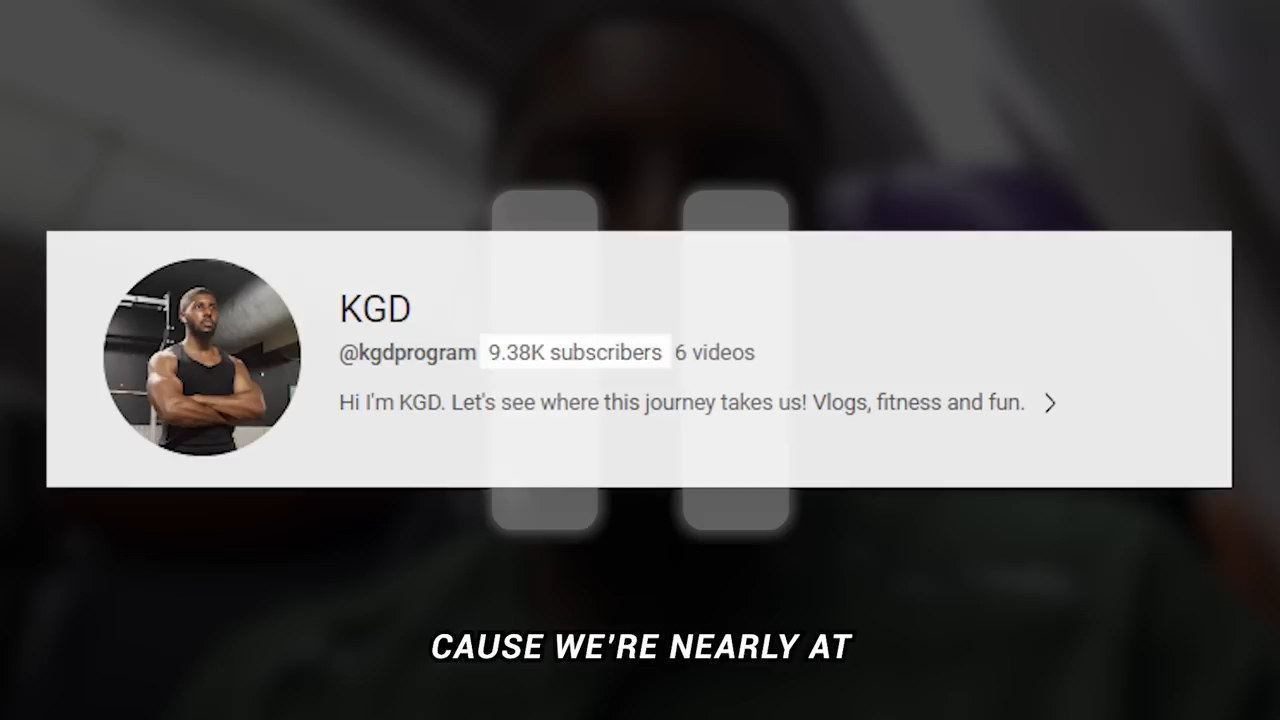 KGD
@kgdprogram 9.38K subscribers 6 videos
Hi I'm KGD. Let's see where this journey takes us! Vlogs, fitness and fun.
CAUSE WE'RE NEARLY AT